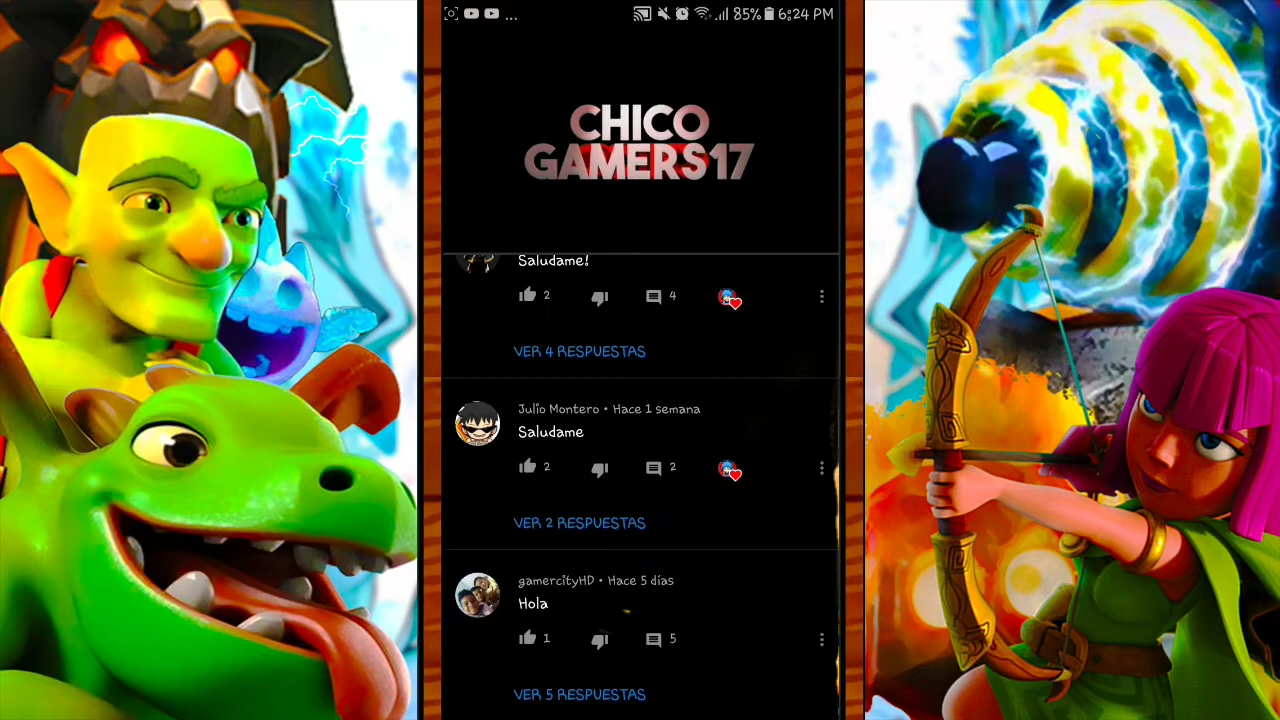 ... 85% 6:24 PM
CHICO
GAMERS17
Saludame!
2 4
VER 4 RESPUESTAS
Julio Montero • Hace 1 semana
Saludame
2 2
VER 2 RESPUESTAS
gamercityHD • Hace 5 días
Hola
1 5
VER 5 RESPUESTAS